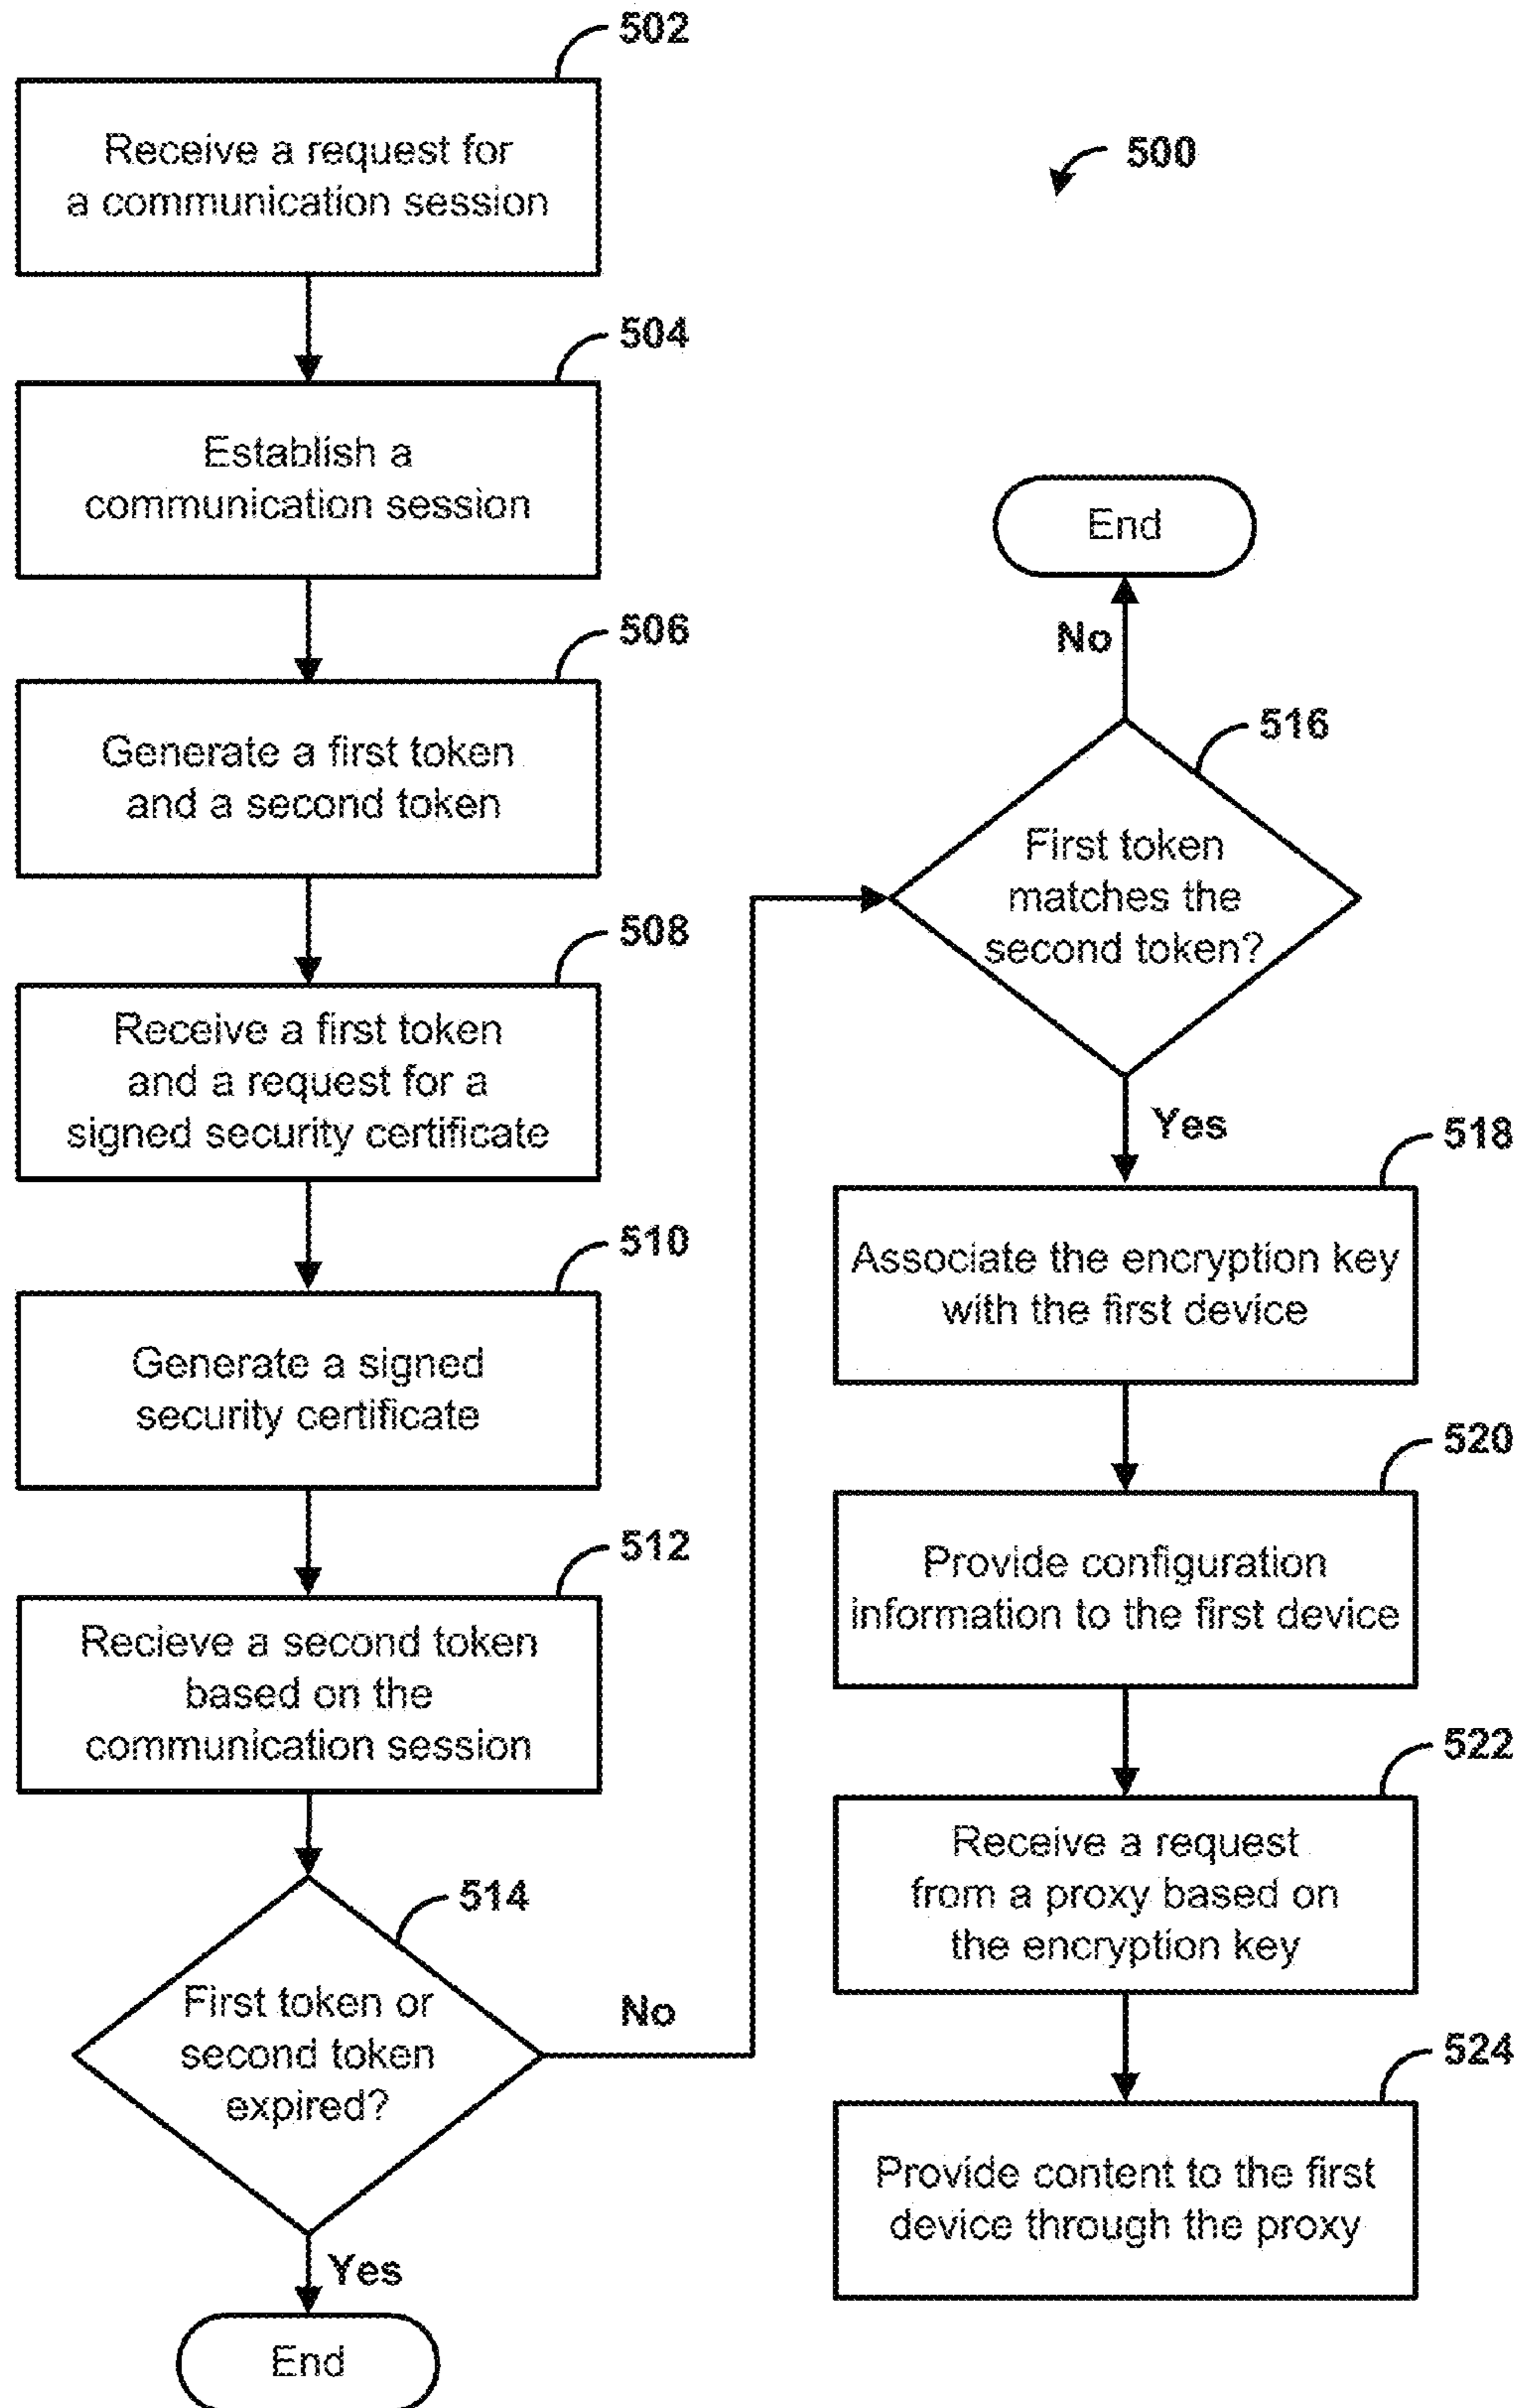 502
Receive a request for
a communication session
504
Establish a
communication session
506
Generate a first token
and a second token
508
Receive a first token
and a request for a
signed security certificate
510
Generate a signed
security certificate
512
Recieve a second token
based on the
communication session
514
First token or
second token
expired?
No
Yes
End
500
End
No
516
First token
matches the
second token?
Yes
518
Associate the encryption key
with the first device
520
Provide configuration
information to the first device
522
Receive a request
from a proxy based on
the encryption key
524
Provide content to the first
device through the proxy